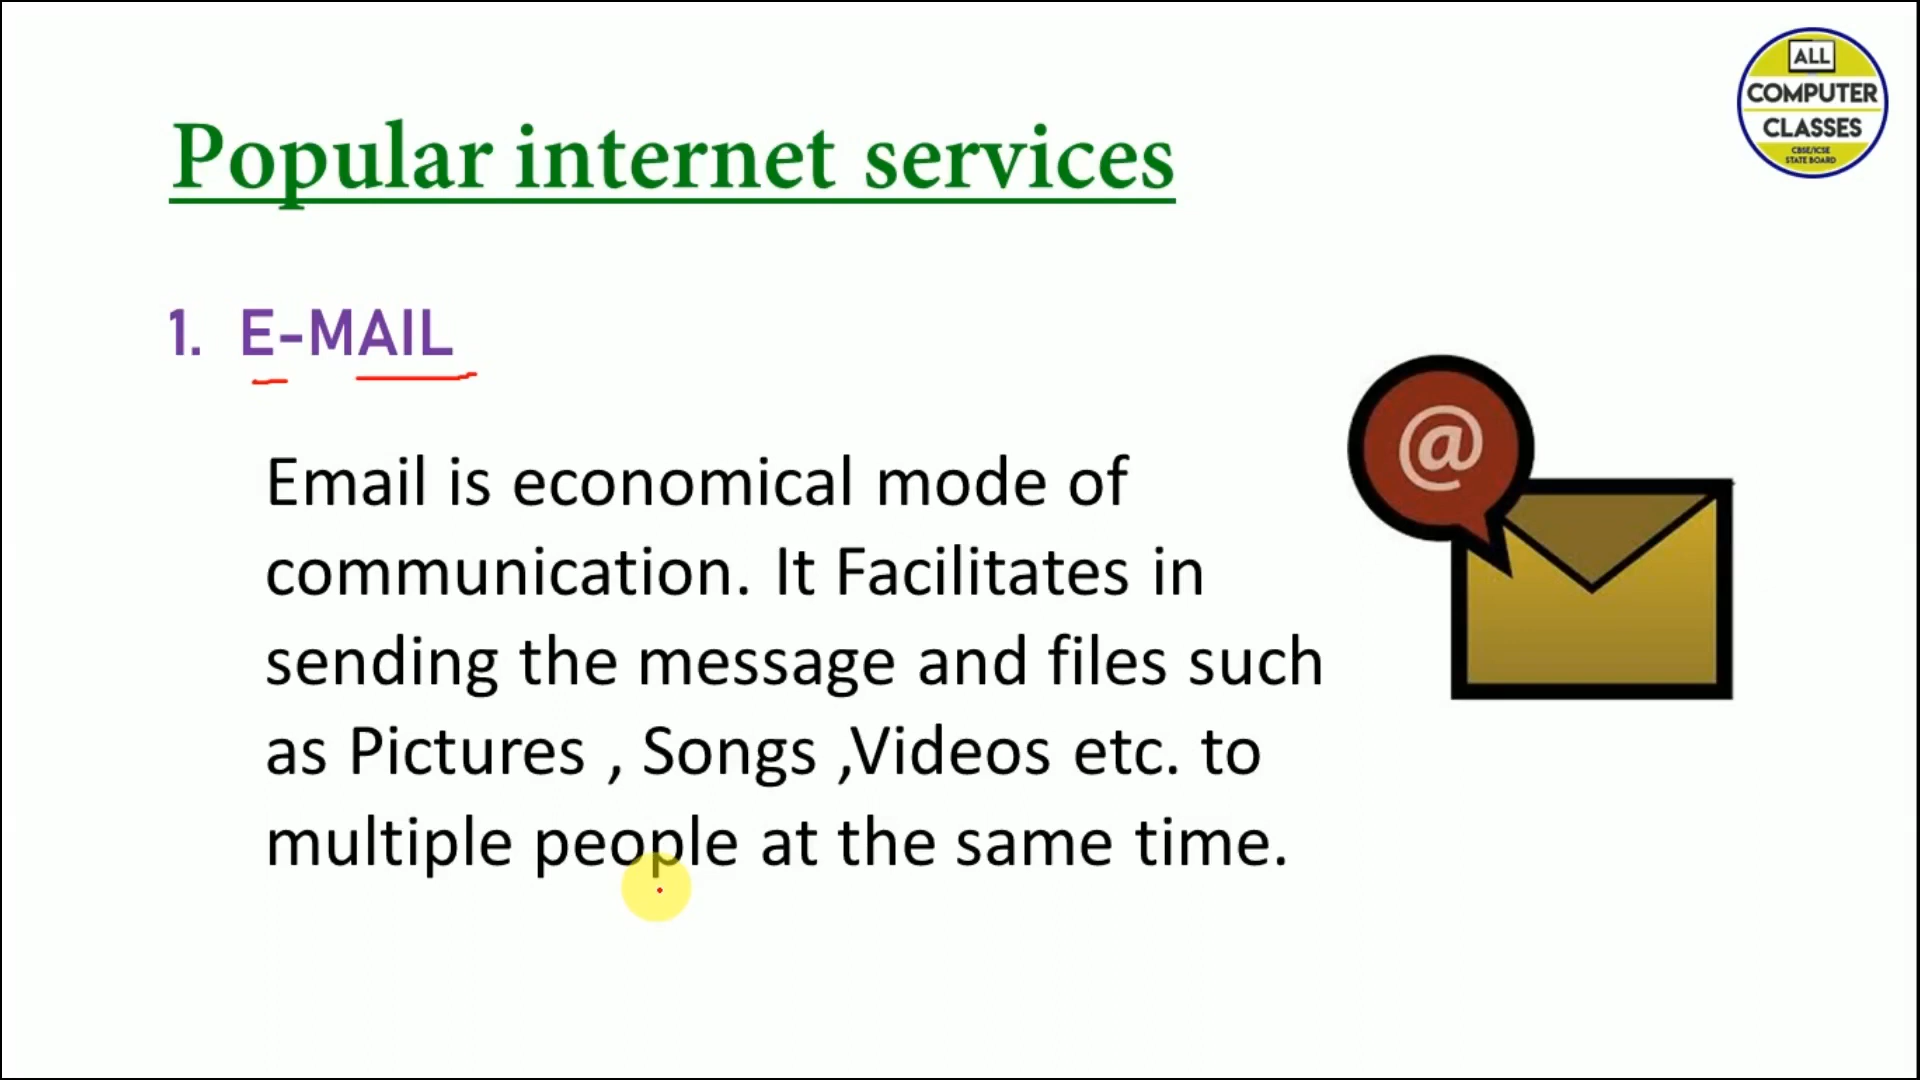 ALL
COMPUTER
CLASSES
CBSE/ICSE
STATE BOARD
Popular internet services
1. E-MAIL
@
Email is economical mode of
communication. It Facilitates in
sending the message and files such
as Pictures , Songs ,Videos etc. to
multiple people at the same time.